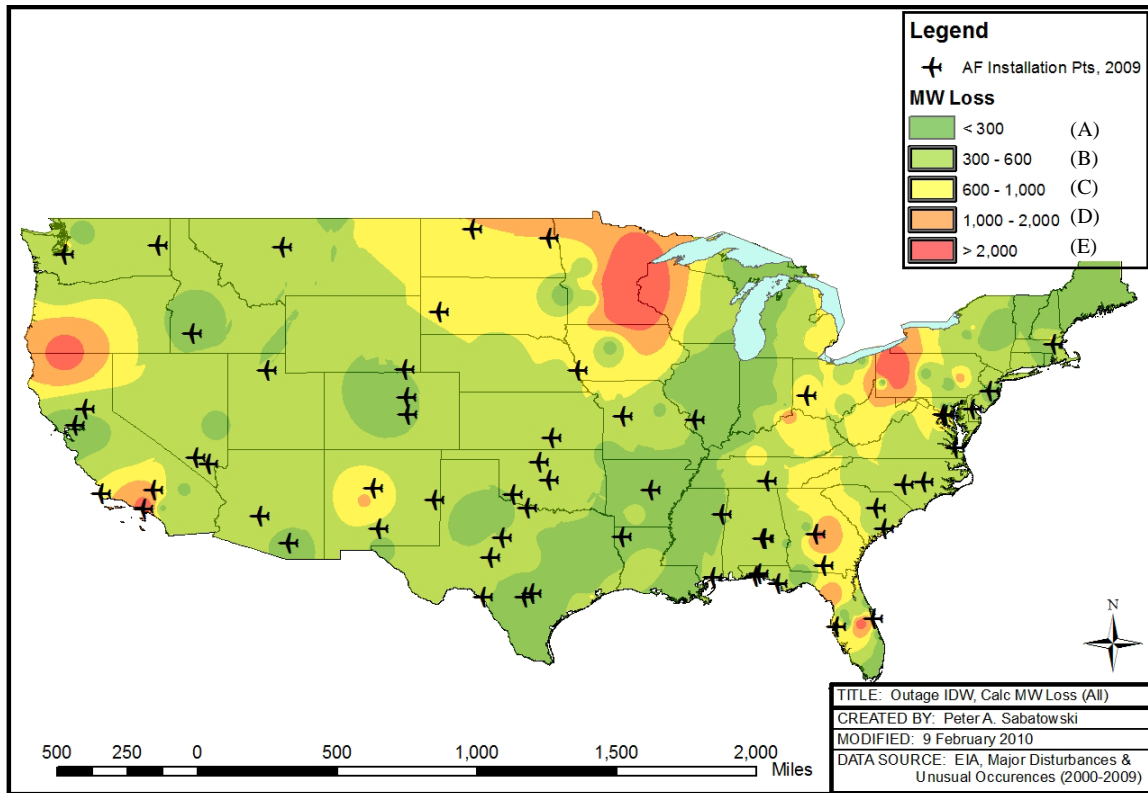 Legend
AF Installation Pts, 2009
MW Loss
< 300 (A)
300 - 600 (B)
600 - 1,000 (C)
1,000 - 2,000 (D)
> 2,000 (E)
N
TITLE: Outage IDW, Calc MW Loss (All)
CREATED BY: Peter A. Sabatowski
MODIFIED: 9 February 2010
DATA SOURCE: EIA, Major Disturbances &
Unusual Occurences (2000-2009)
500 250 0 500 1,000 1,500 2,000
Miles